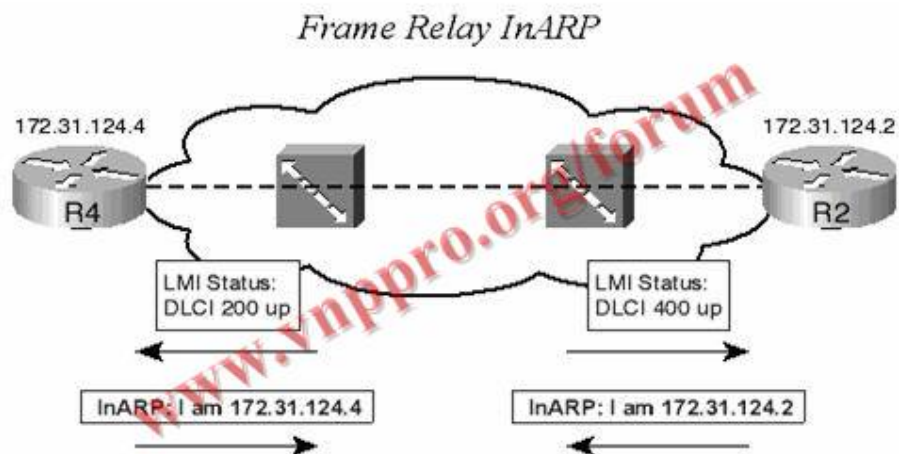 Frame Relay InARP
172.31.124.4
172.31.124.2
R4
R2
LMI Status:
DLCI 200 up
LMI Status:
DLCI 400 up
InARP: I am 172.31.124.4
InARP: I am 172.31.124.2
www.vnppro.org/forum